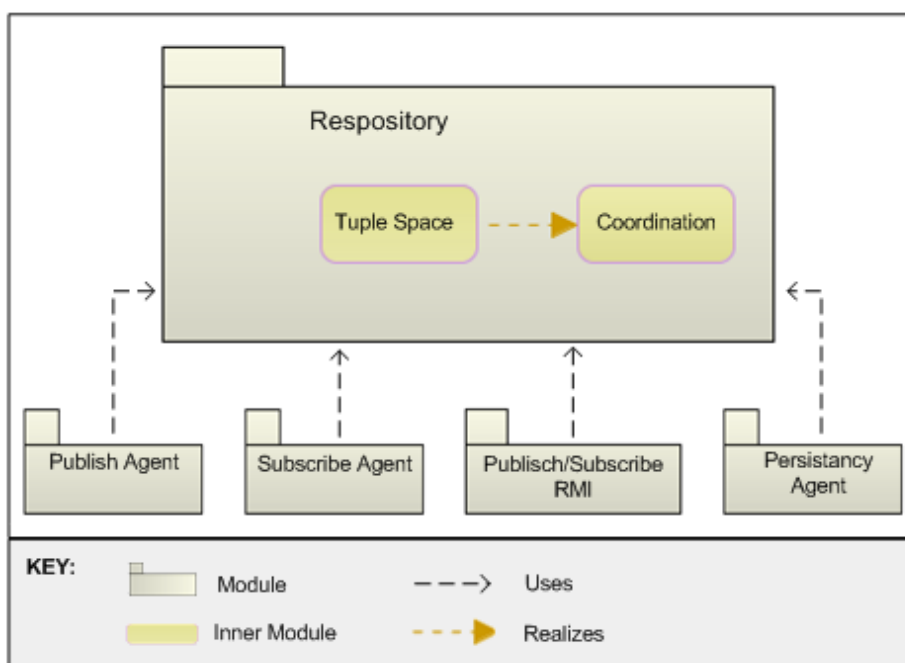 Respository
Tuple Space
Coordination
Publish Agent
Subscribe Agent
Publisch/Subscribe
RMI
Persistancy
Agent
KEY:
Module
Uses
Inner Module
Realizes